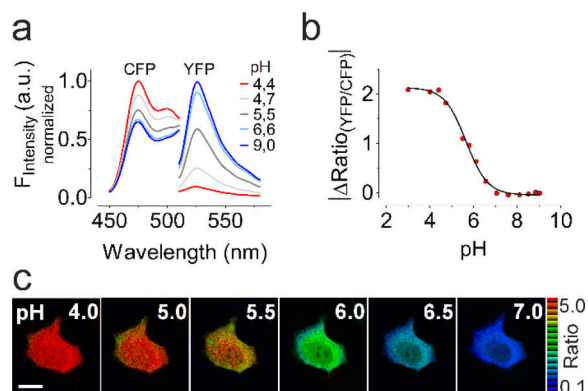 a
CFP YFP
pH
4,4
4,7
5,5
6,6
9,0
F Intensity (a.u.)
normalized
1.0
0.5
0.0
450 500 550
Wavelength (nm)
b
|ΔRatio(YFP/CFP)|
2
1
0
2 4 6 8 10
pH
c
pH 4.0 5.0 5.5 6.0 6.5 7.0
5.0
Ratio
0.1